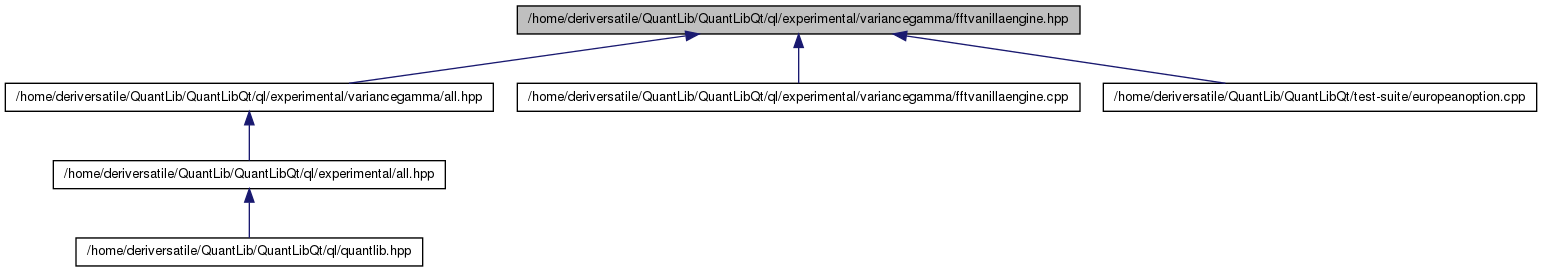 /home/deriversatile/QuantLib/QuantLibQt/ql/experimental/variancegamma/fftvanillaengine.hpp
/home/deriversatile/QuantLib/QuantLibQt/ql/experimental/variancegamma/all.hpp
/home/deriversatile/QuantLib/QuantLibQt/ql/experimental/variancegamma/fftvanillaengine.cpp
/home/deriversatile/QuantLib/QuantLibQt/test-suite/europeanoption.cpp
/home/deriversatile/QuantLib/QuantLibQt/ql/experimental/all.hpp
/home/deriversatile/QuantLib/QuantLibQt/ql/quantlib.hpp